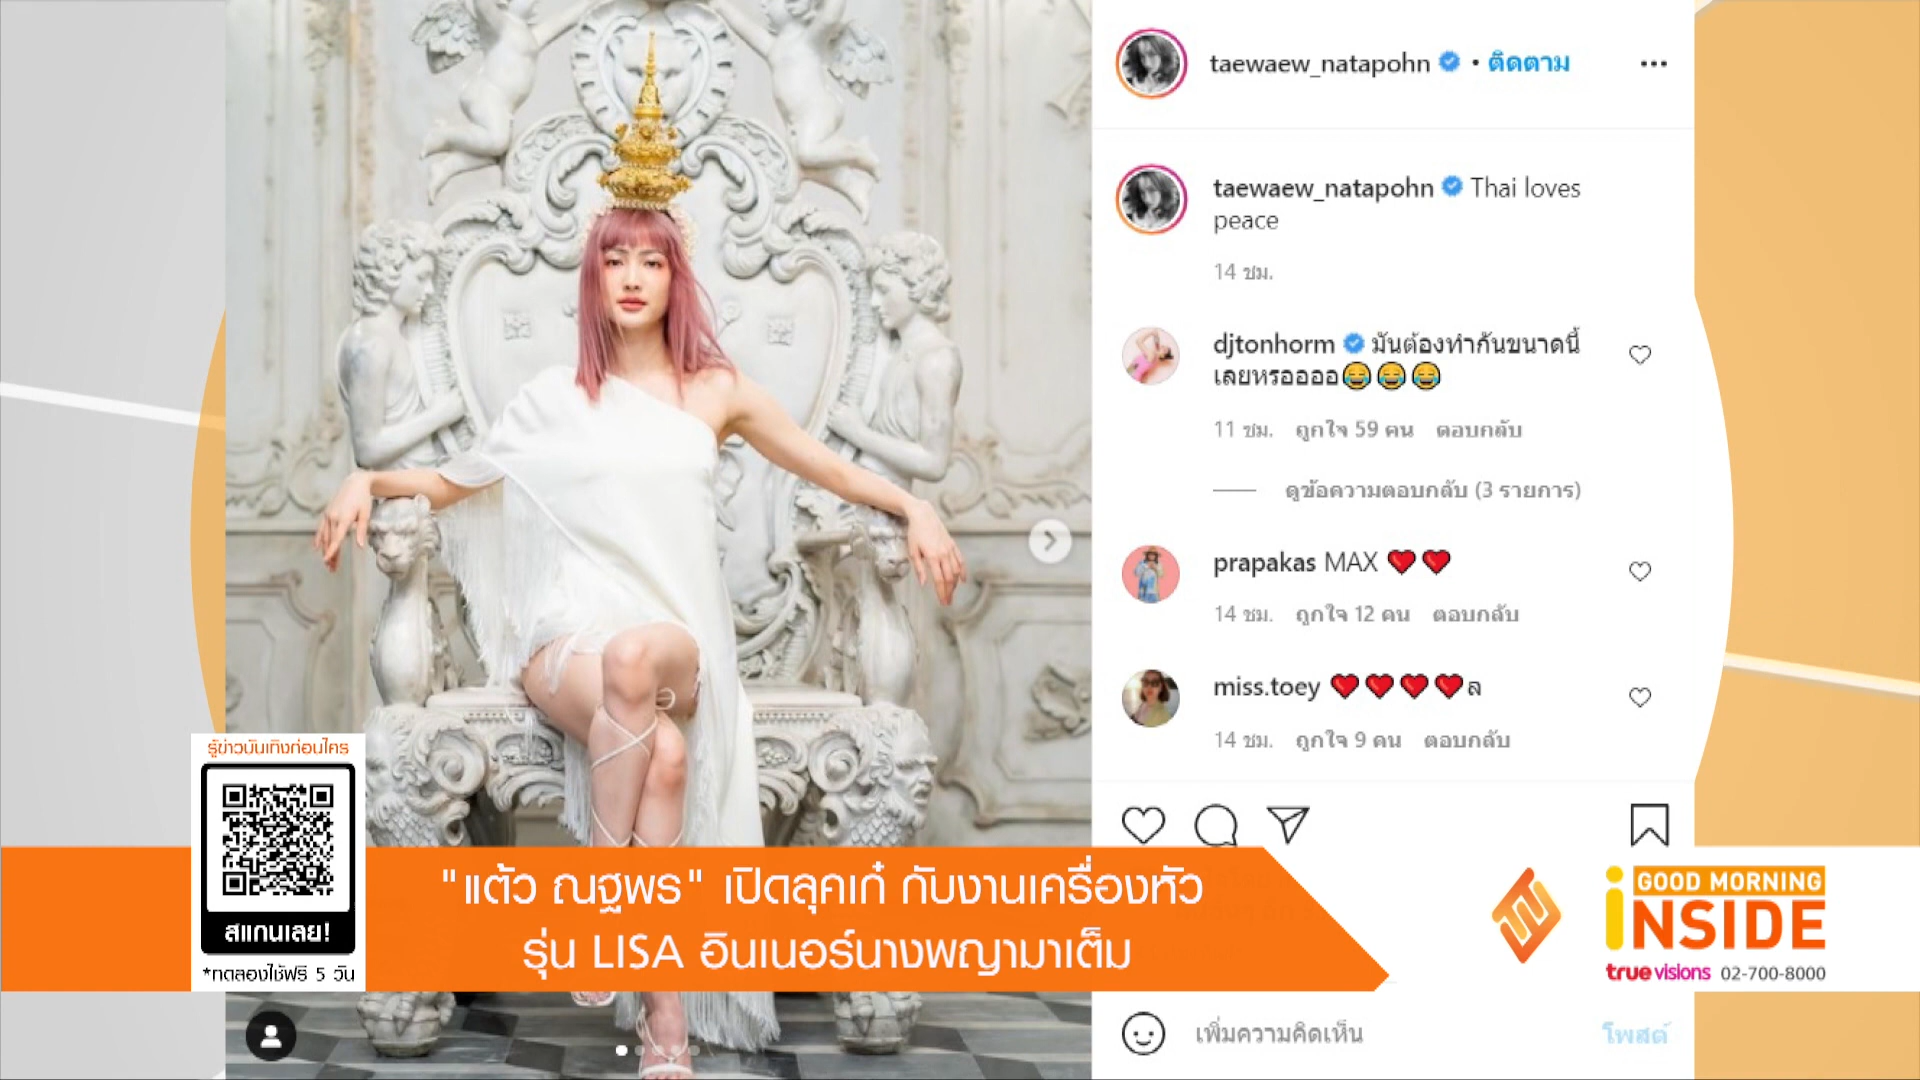 taewaew_natapohn • ติดตาม
taewaew_natapohn Thai loves
peace
14 ชม.
djtonhorm มันต้องทำกันขนาดนี้
เลยหรออออ😂😂😂
11 ชม. ถูกใจ 59 คน ตอบกลับ
ดูข้อความตอบกลับ (3 รายการ)
prapakas MAX ❤️❤️
14 ชม. ถูกใจ 12 คน ตอบกลับ
miss.toey ❤️❤️❤️❤️ล
14 ชม. ถูกใจ 9 คน ตอบกลับ
รู้ข่าวบันเทิงก่อนใคร
สแกนเลย!
*ทดลองใช้ฟรี 5 วัน
"แต้ว ณฐพร" เปิดลุคเก๋ กับงานเครื่องหัว
รุ่น LISA อินเนอร์นางพญามาเต็ม
GOOD MORNING
iNSIDE
true visions 02-700-8000
เพิ่มความคิดเห็น
โพสต์